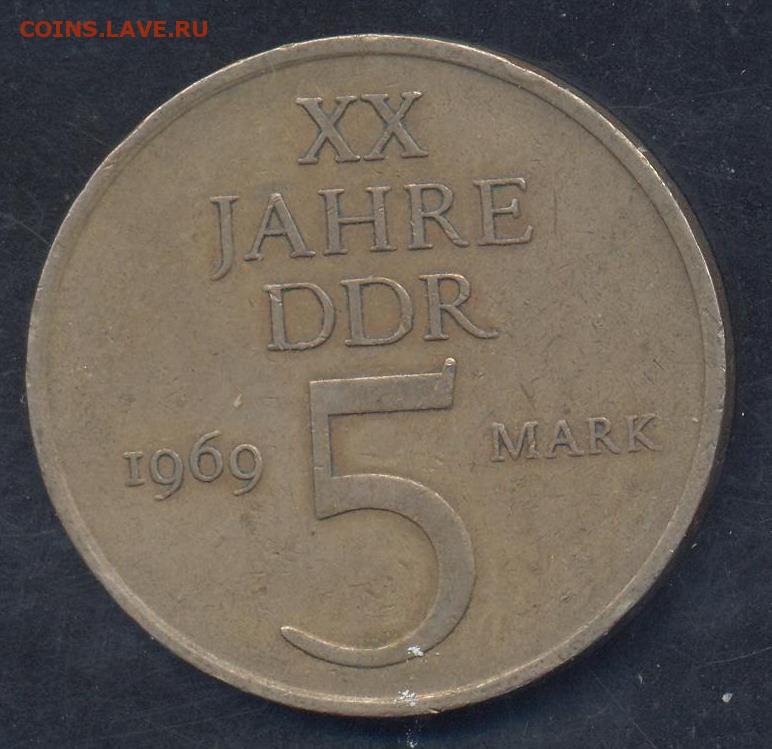 COINS.LAVE.RU
XX
JAHRE
DDR
5
1969 MARK